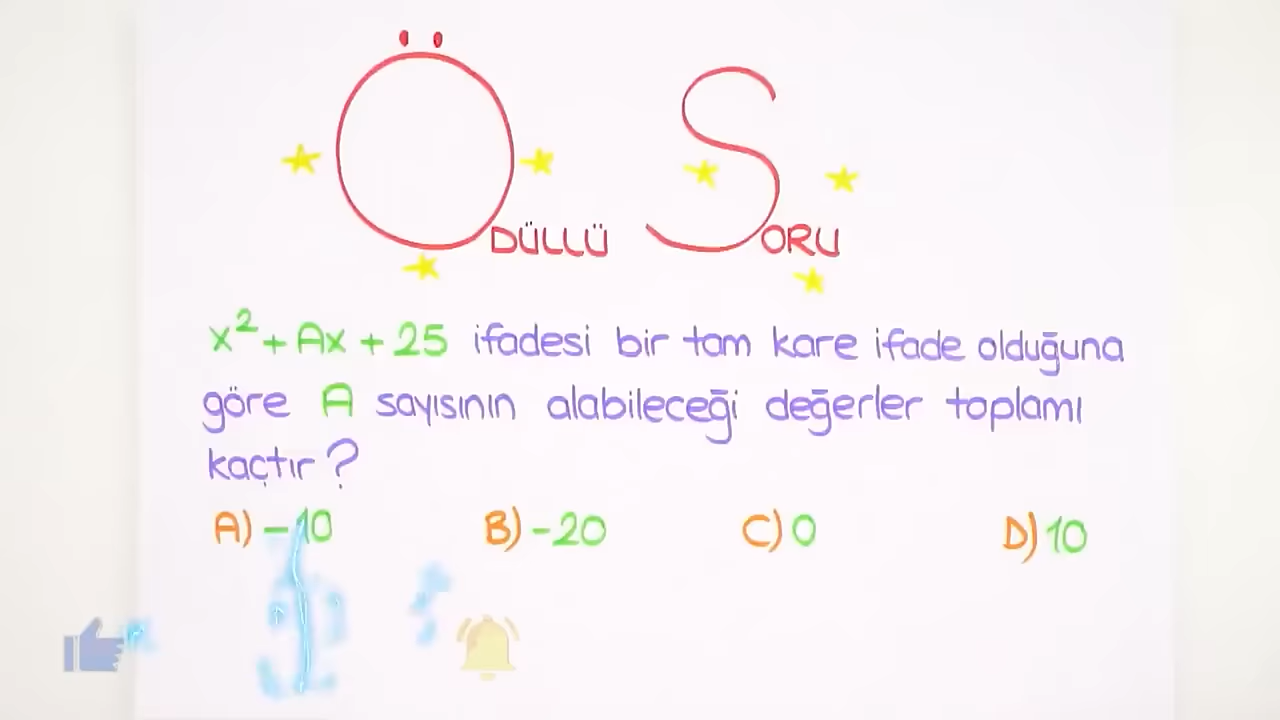 ÖDÜLLÜ SORU
x² + Ax + 25 ifadesi bir tam kare ifade olduğuna
göre A sayısının alabileceği değerler toplamı
kaçtır?
A) -10 B) -20 C) 0 D) 10